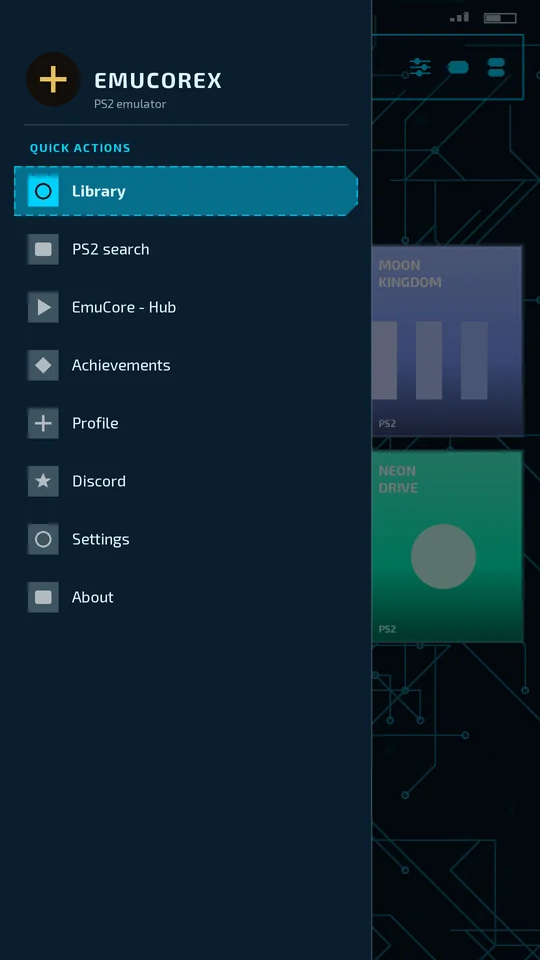 EMUCOREX
PS2 emulator
QUICK ACTIONS
Library
PS2 search
EmuCore - Hub
Achievements
Profile
Discord
Settings
About
MOON
KINGDOM
PS2
NEON
DRIVE
PS2